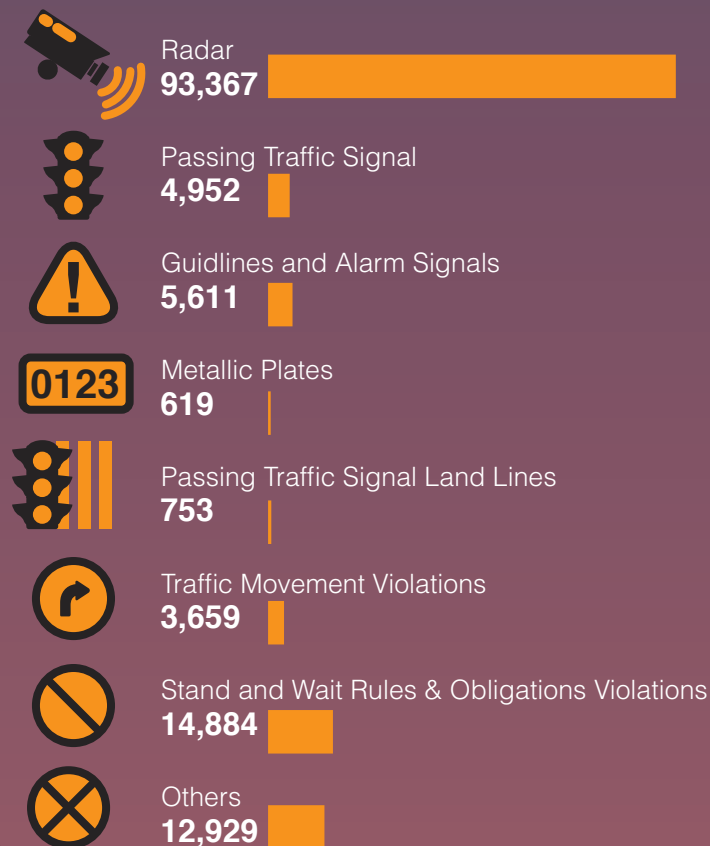 Radar
93,367
Passing Traffic Signal
4,952
Guidlines and Alarm Signals
5,611
0123
Metallic Plates
619
Passing Traffic Signal Land Lines
753
Traffic Movement Violations
3,659
Stand and Wait Rules & Obligations Violations
14,884
Others
12,929